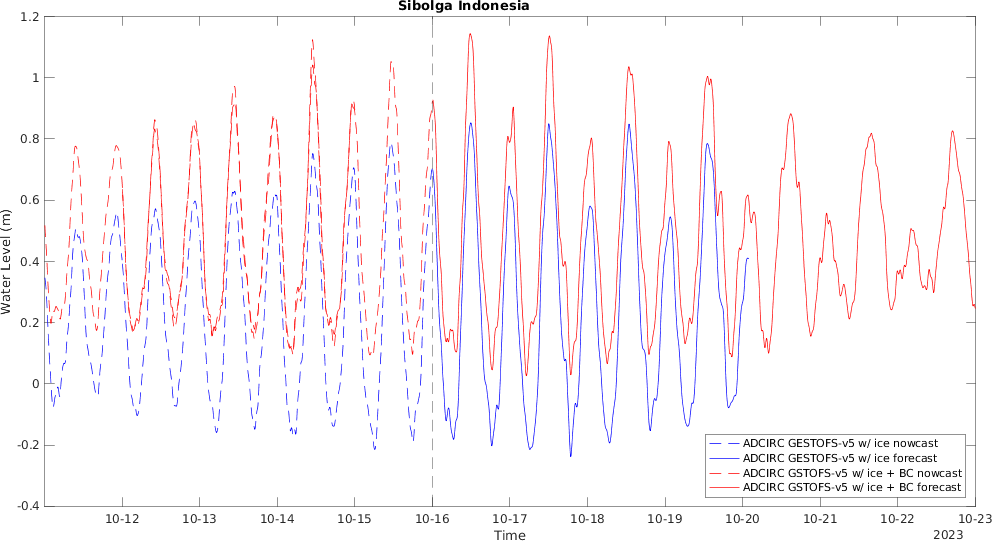 Sibolga Indonesia
Water Level (m)
1.2
1
0.8
0.6
0.4
0.2
0
-0.2
-0.4
10-12 10-13 10-14 10-15 10-16 10-17 10-18 10-19 10-20 10-21 10-22 10-23
Time
2023
ADCIRC GESTOFS-v5 w/ ice nowcast
ADCIRC GESTOFS-v5 w/ ice forecast
ADCIRC GSTOFS-v5 w/ ice + BC nowcast
ADCIRC GSTOFS-v5 w/ ice + BC forecast